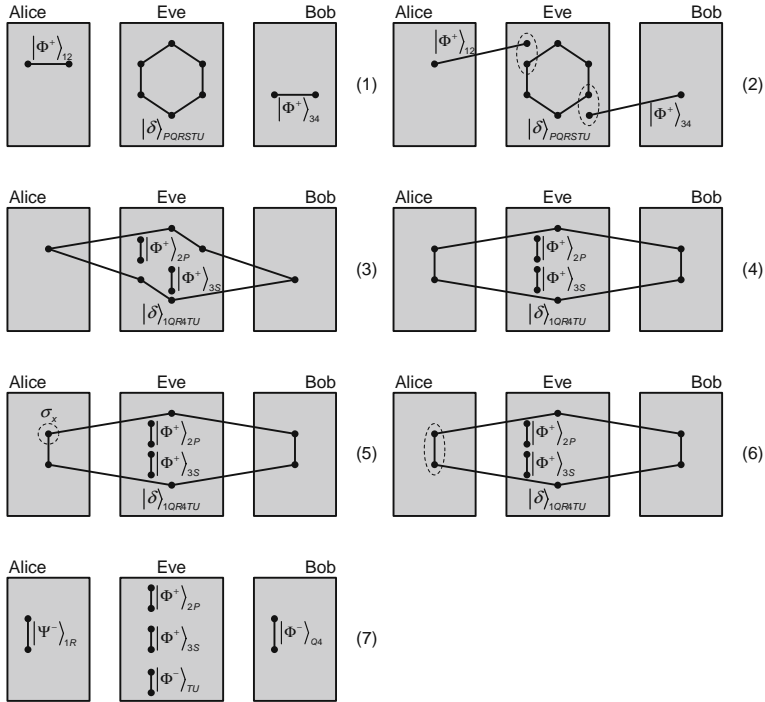 Alice Eve Bob
|Φ⁺⟩₁₂
|Φ⁺⟩₃₄
|δ⟩_PQRSTU
(1)
Alice Eve Bob
|Φ⁺⟩₁₂
|δ⟩_PQRSTU
|Φ⁺⟩₃₄
(2)
Alice Eve Bob
|Φ⁺⟩_2P
|Φ⁺⟩_3S
|δ⟩_1QR4TU
(3)
Alice Eve Bob
|Φ⁺⟩_2P
|Φ⁺⟩_3S
|δ⟩_1QR4TU
(4)
Alice Eve Bob
σ_x
|Φ⁺⟩_2P
|Φ⁺⟩_3S
|δ⟩_1QR4TU
(5)
Alice Eve Bob
|Φ⁺⟩_2P
|Φ⁺⟩_3S
|δ⟩_1QR4TU
(6)
Alice Eve Bob
|Φ⁺⟩_2P
|Ψ⁻⟩_1R |Φ⁺⟩_3S |Φ⁻⟩_Q4
|Φ⁻⟩_TU
(7)